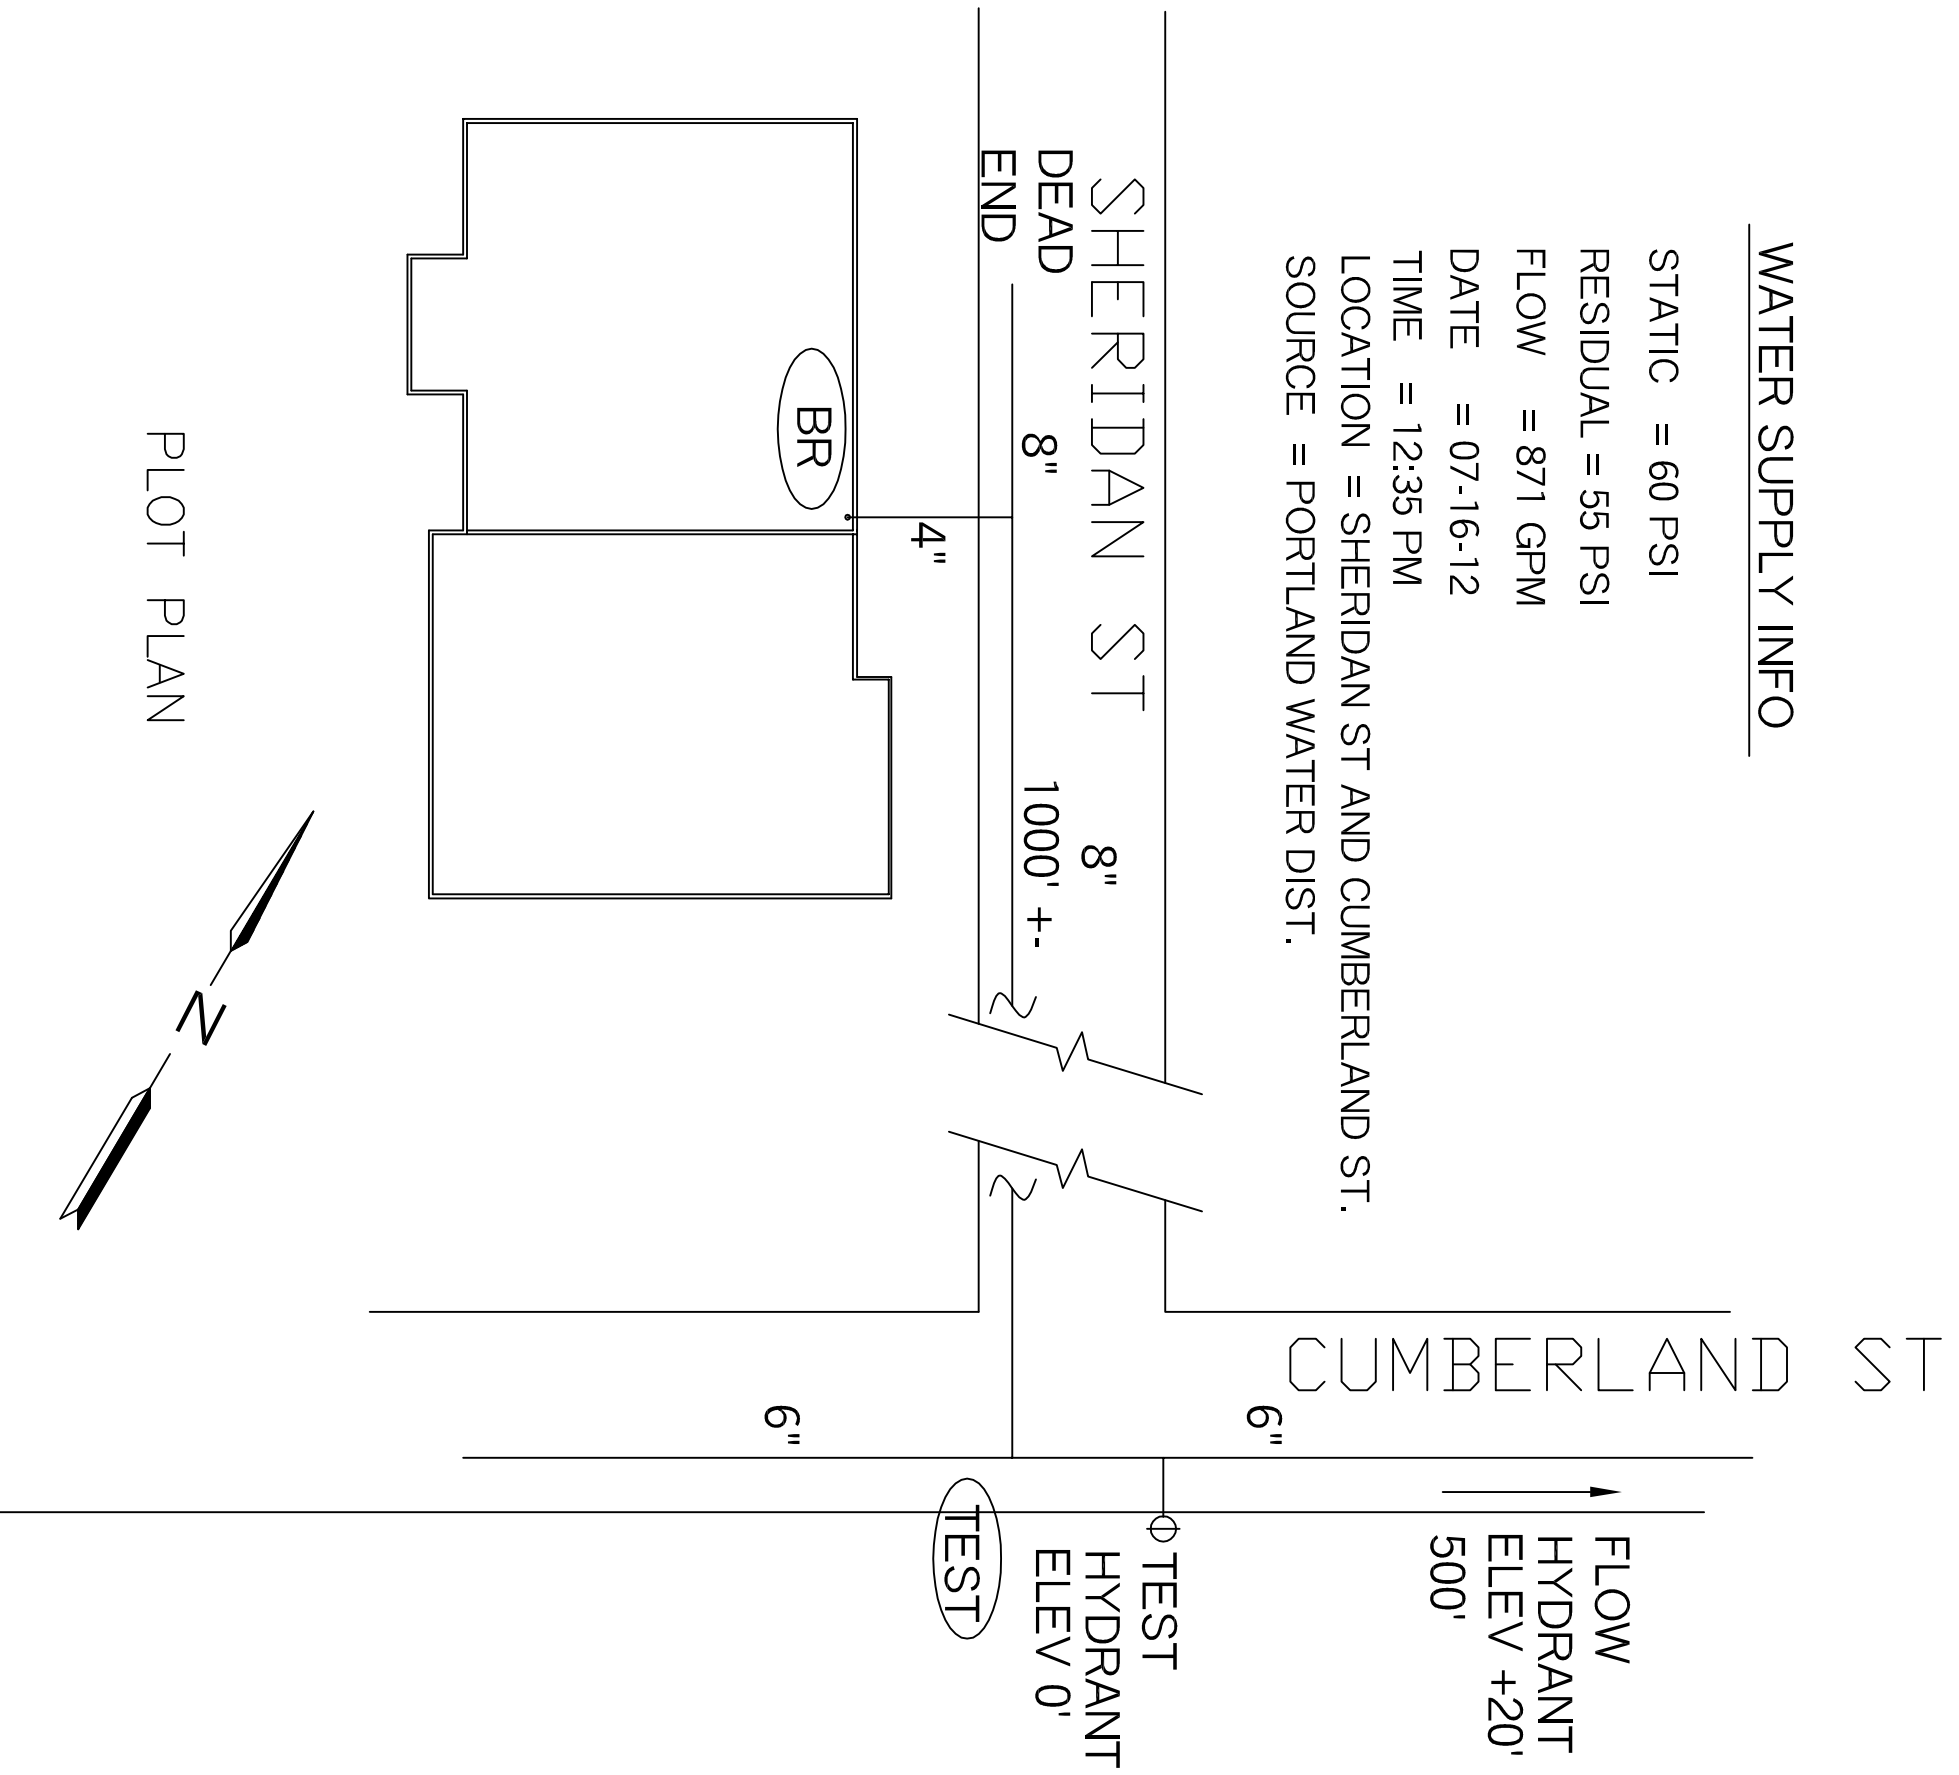 WATER SUPPLY INFO
STATIC = 60 PSI
RESIDUAL = 55 PSI
FLOW = 871 GPM
DATE = 07-16-12
TIME = 12:35 PM
LOCATION = SHERIDAN ST AND CUMBERLAND ST.
SOURCE = PORTLAND WATER DIST.
SHERIDAN ST
DEAD
END
8"
8"
1000' +-
4"
BR
PLOT PLAN
N
CUMBERLAND ST
6"
6"
FLOW
HYDRANT
ELEV +20'
500'
TEST
HYDRANT
ELEV 0'
TEST